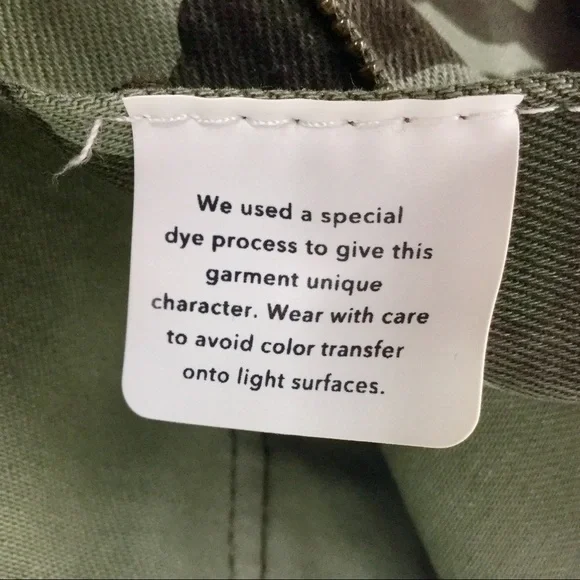 We used a special
dye process to give this
garment unique
character. Wear with care
to avoid color transfer
onto light surfaces.